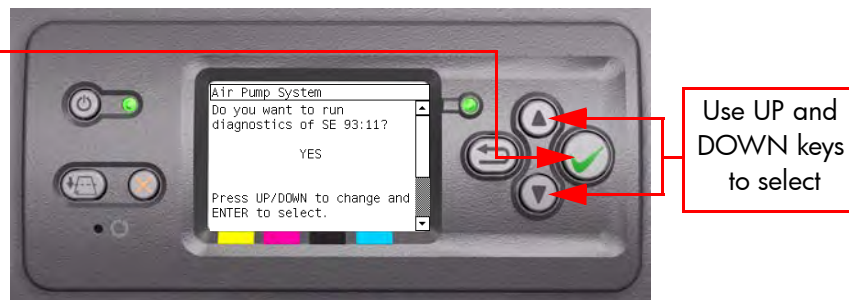 Air Pump System
Do you want to run
diagnostics of SE 93:11?
YES
Press UP/DOWN to change and
ENTER to select.
Use UP and
DOWN keys
to select